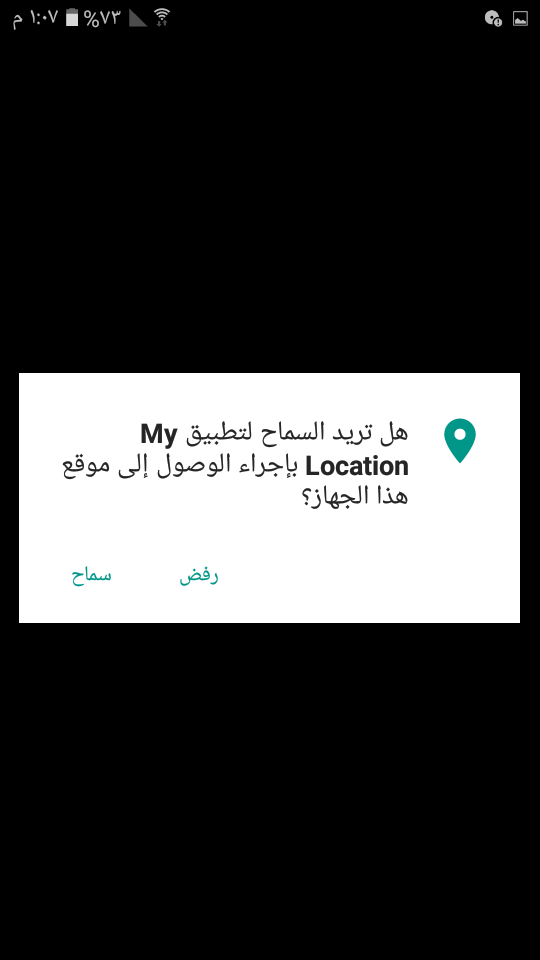 ١:٠٧ م %٧٣
هل تريد السماح لتطبيق My
Location بإجراء الوصول إلى موقع
هذا الجهاز؟
رفض سماح